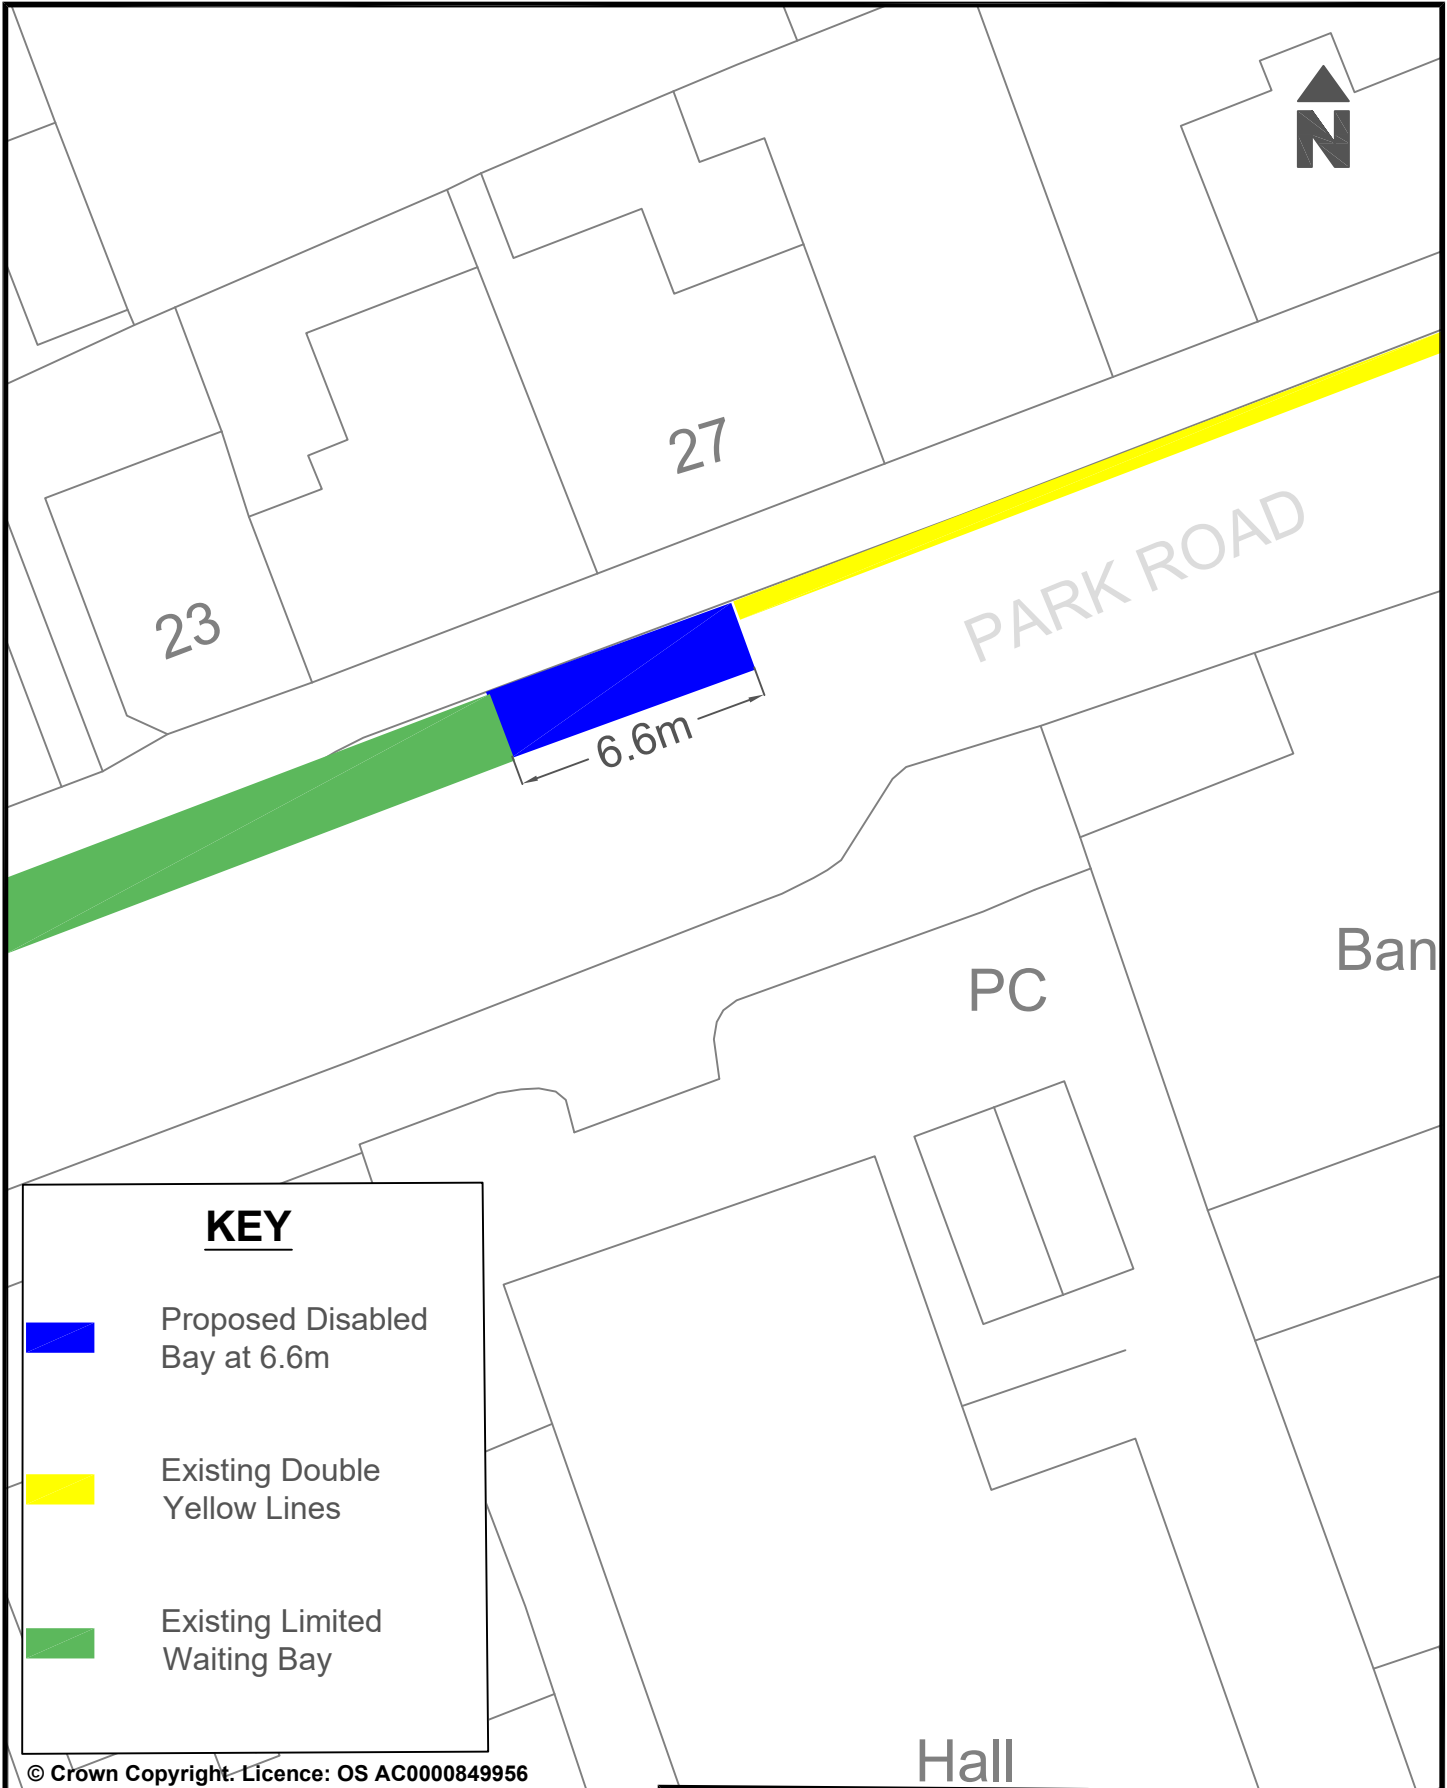 N
27
PARK ROAD
23
6.6m
Ban
PC
KEY
Proposed Disabled
Bay at 6.6m
Existing Double
Yellow Lines
Existing Limited
Waiting Bay
Hall
© Crown Copyright. Licence: OS AC0000849956